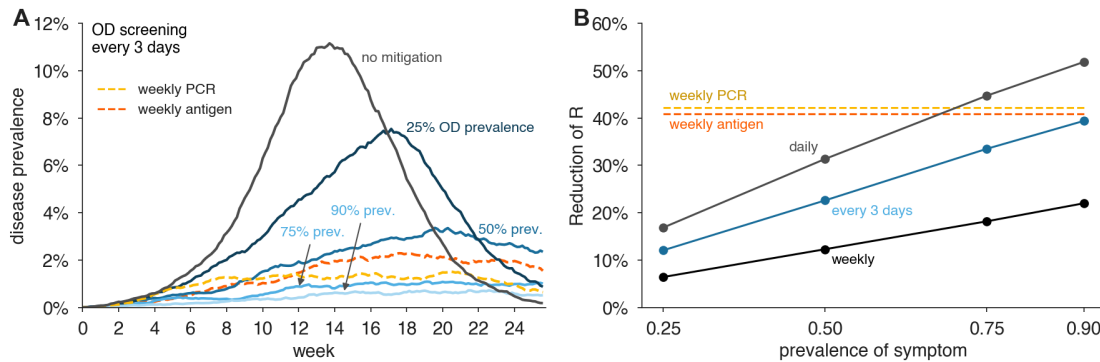 A
OD screening
every 3 days
weekly PCR
weekly antigen
no mitigation
25% OD prevalence
90% prev.
75% prev.
50% prev.
12%
10%
8%
6%
4%
2%
0%
disease prevalence
0 2 4 6 8 10 12 14 16 18 20 22 24
week
B
60%
50%
40%
30%
20%
10%
0%
Reduction of R
weekly PCR
weekly antigen
daily
every 3 days
weekly
0.25 0.50 0.75 0.90
prevalence of symptom